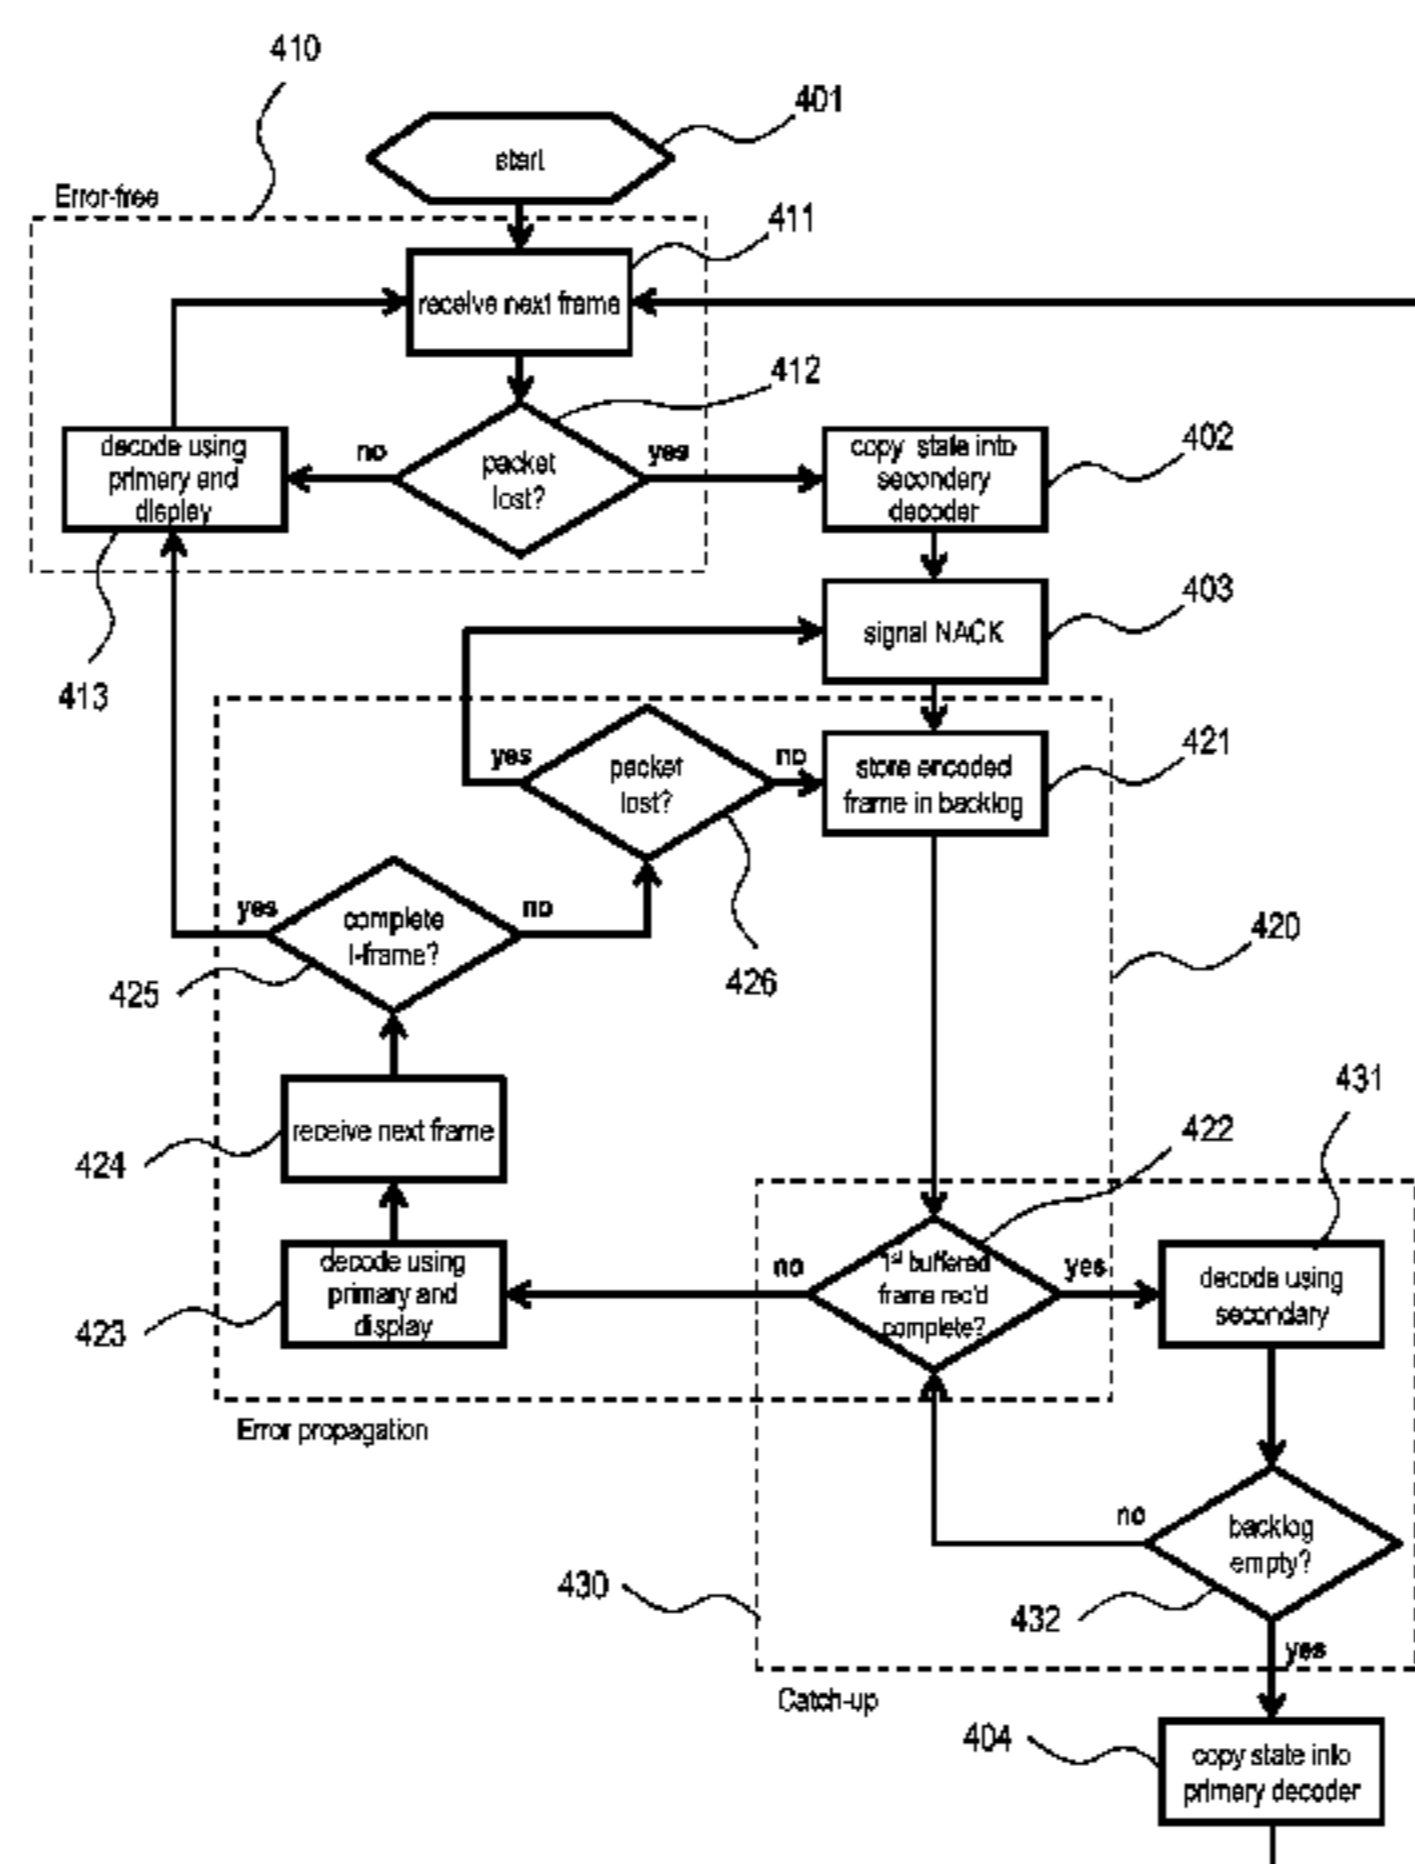 410
401
start
Error-free
411
receive next frame
412
decode using
primary and
display
no
packet
lost?
yes
copy state into
secondary
decoder
402
403
signal NACK
413
yes
packet
lost?
no
store encoded
frame in backlog
421
yes
complete
I-frame?
no
420
425
426
receive next frame
424
431
422
decode using
primary and
display
423
no
1st buffered
frame rec'd
complete?
yes
decode using
secondary
Error propagation
no
backlog
empty?
430
432
yes
Catch-up
404
copy state into
primary decoder